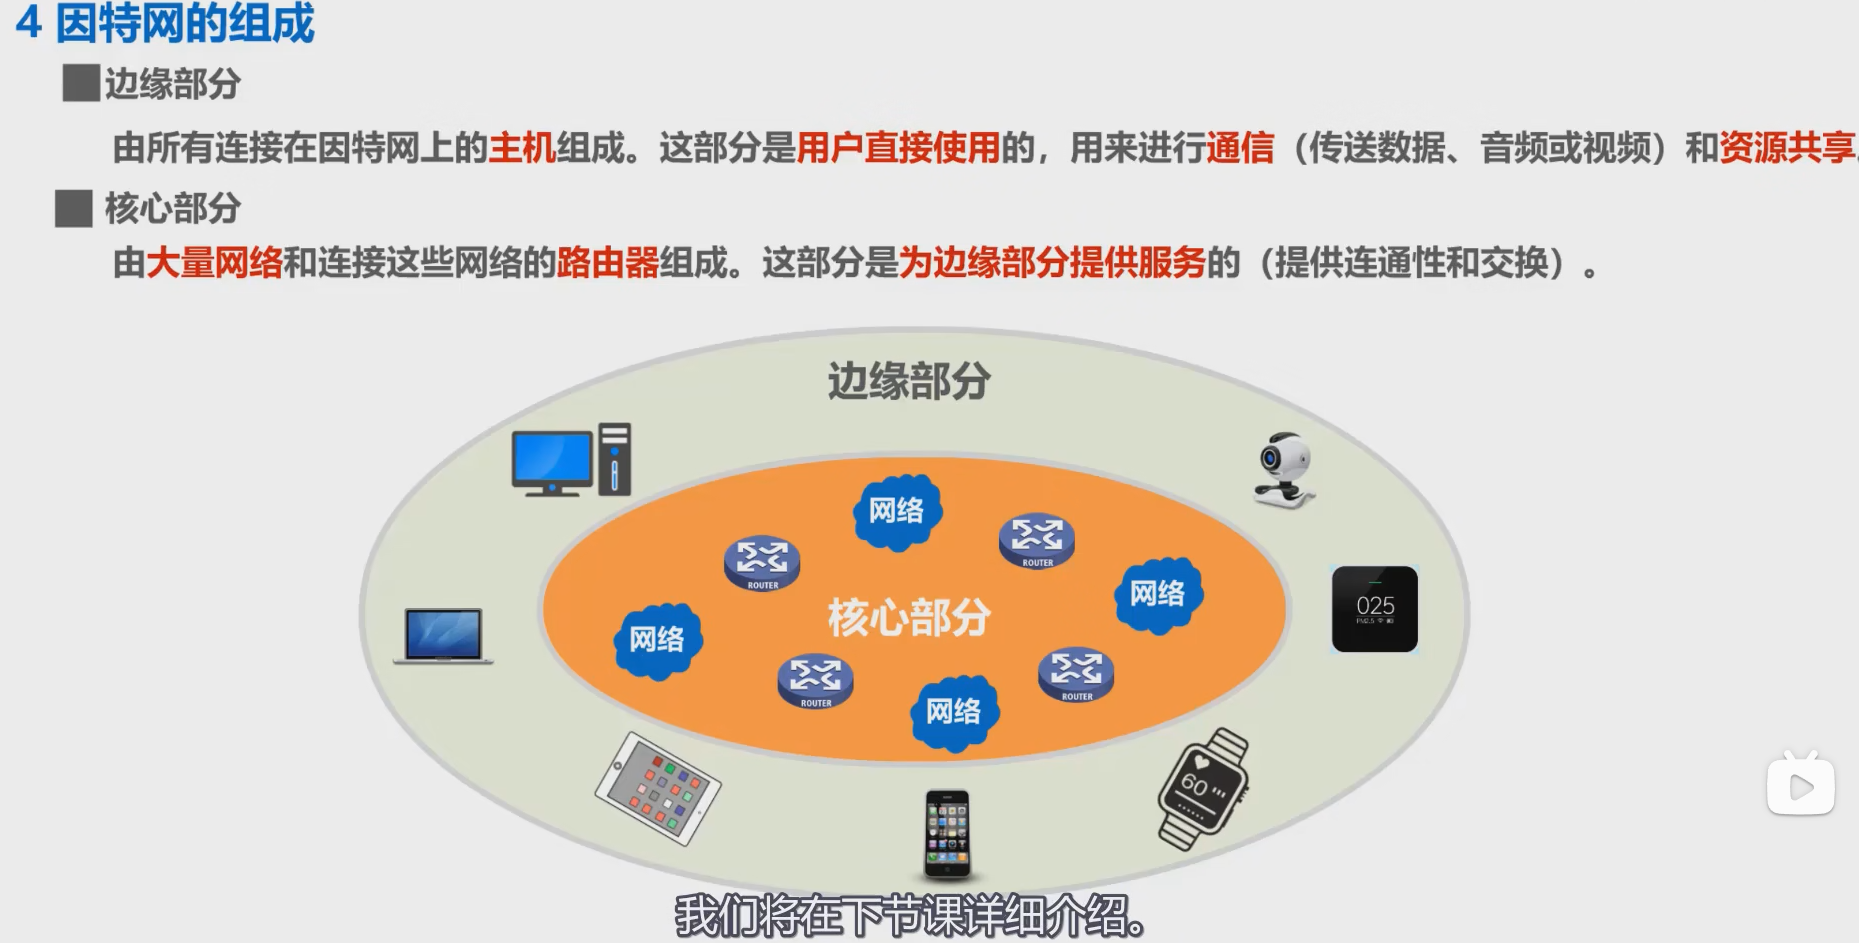 4 因特网的组成
边缘部分
由所有连接在因特网上的主机组成。这部分是用户直接使用的，用来进行通信（传送数据、音频或视频）和资源共享
核心部分
由大量网络和连接这些网络的路由器组成。这部分是为边缘部分提供服务的（提供连通性和交换）。
边缘部分
网络
ROUTER
ROUTER
网络
025
PM2.5
核心部分
网络
ROUTER
ROUTER
网络
60
我们将在下节课详细介绍。